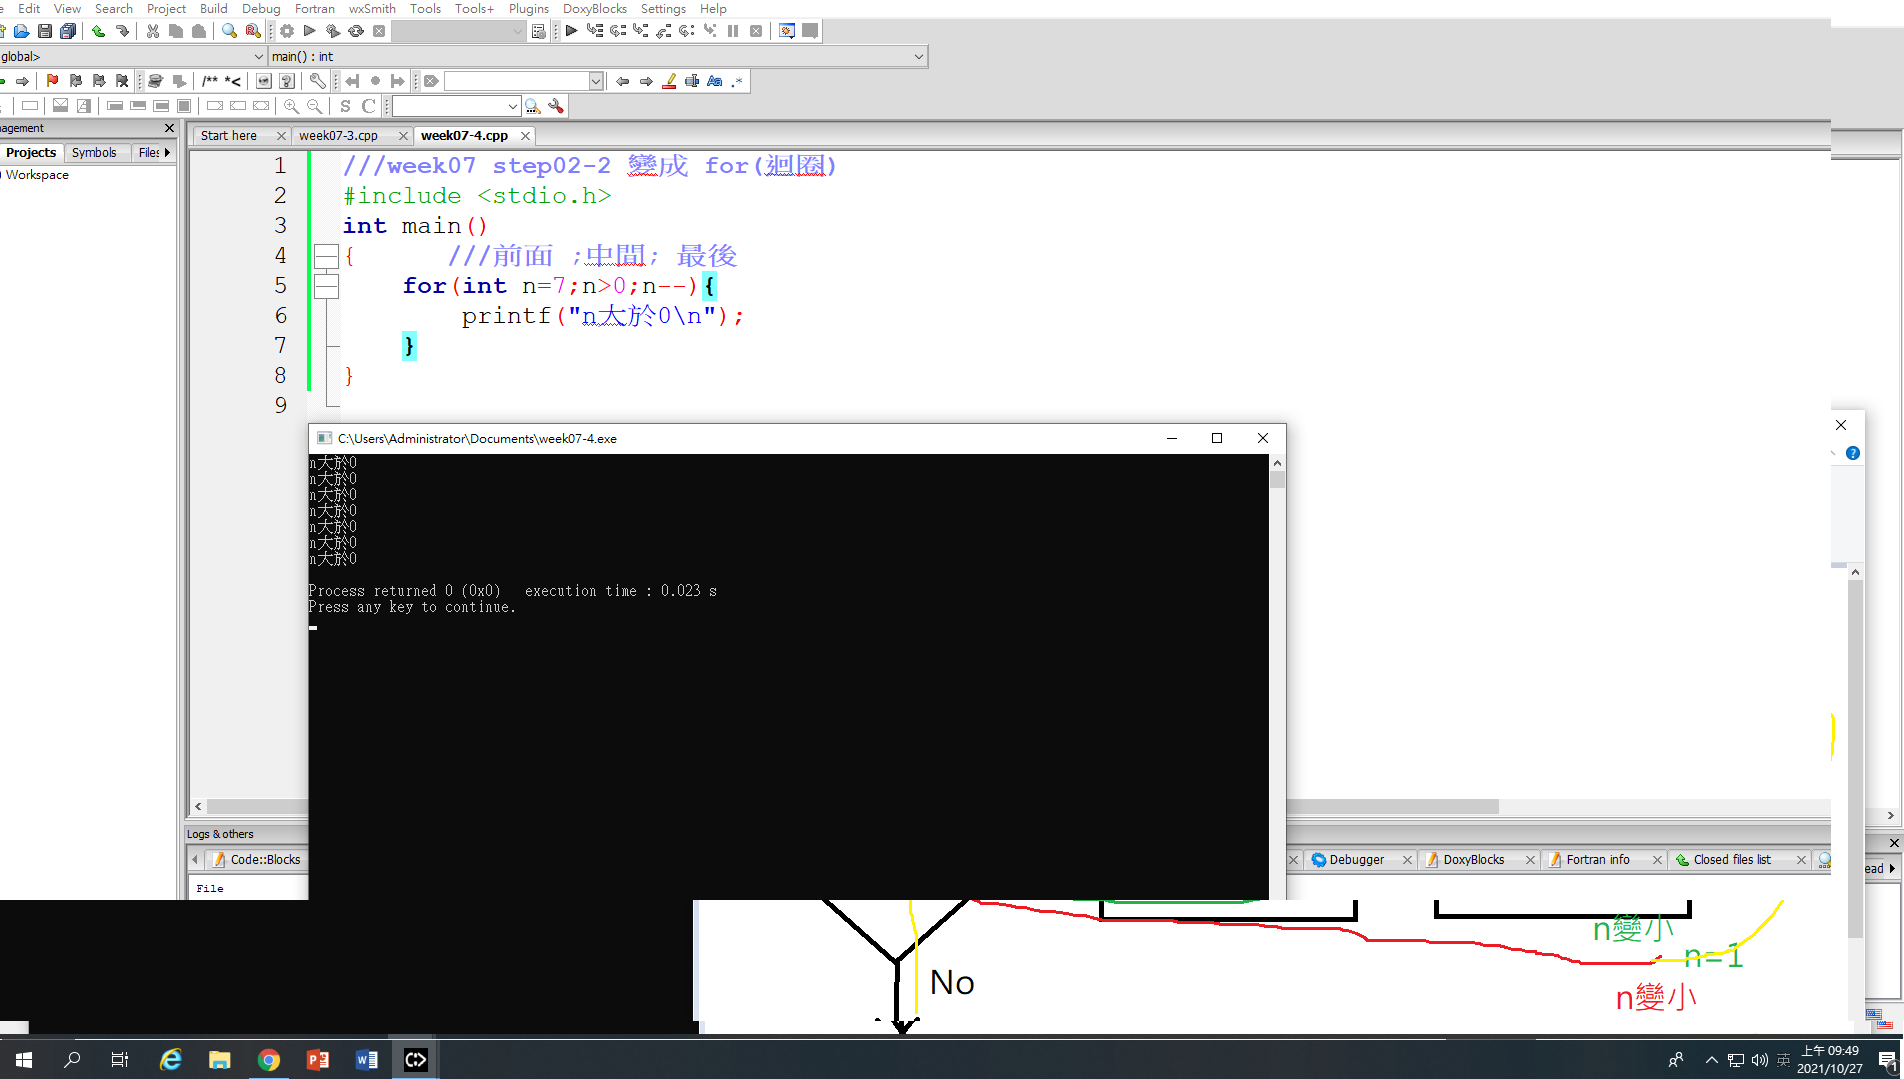 Edit View Search Project Build Debug Fortran wxSmith Tools Tools+ Plugins DoxyBlocks Settings Help
global> main() : int
/** *<
S C
nagement
Projects Symbols Files
Workspace
Start here week07-3.cpp week07-4.cpp
1 ///week07 step02-2 變成 for(迴圈)
2 #include <stdio.h>
3 int main()
4 { ///前面 ;中間; 最後
5 for(int n=7;n>0;n--){
6 printf("n大於0\n");
7 }
8 }
9
C:\Users\Administrator\Documents\week07-4.exe
n大於0
n大於0
n大於0
n大於0
n大於0
n大於0
n大於0
Process returned 0 (0x0) execution time : 0.023 s
Press any key to continue.
Logs & others
Code::Blocks Debugger DoxyBlocks Fortran info Closed files list ead
File
n變小
n=1
No
n變小
英 上午 09:49
2021/10/27
1